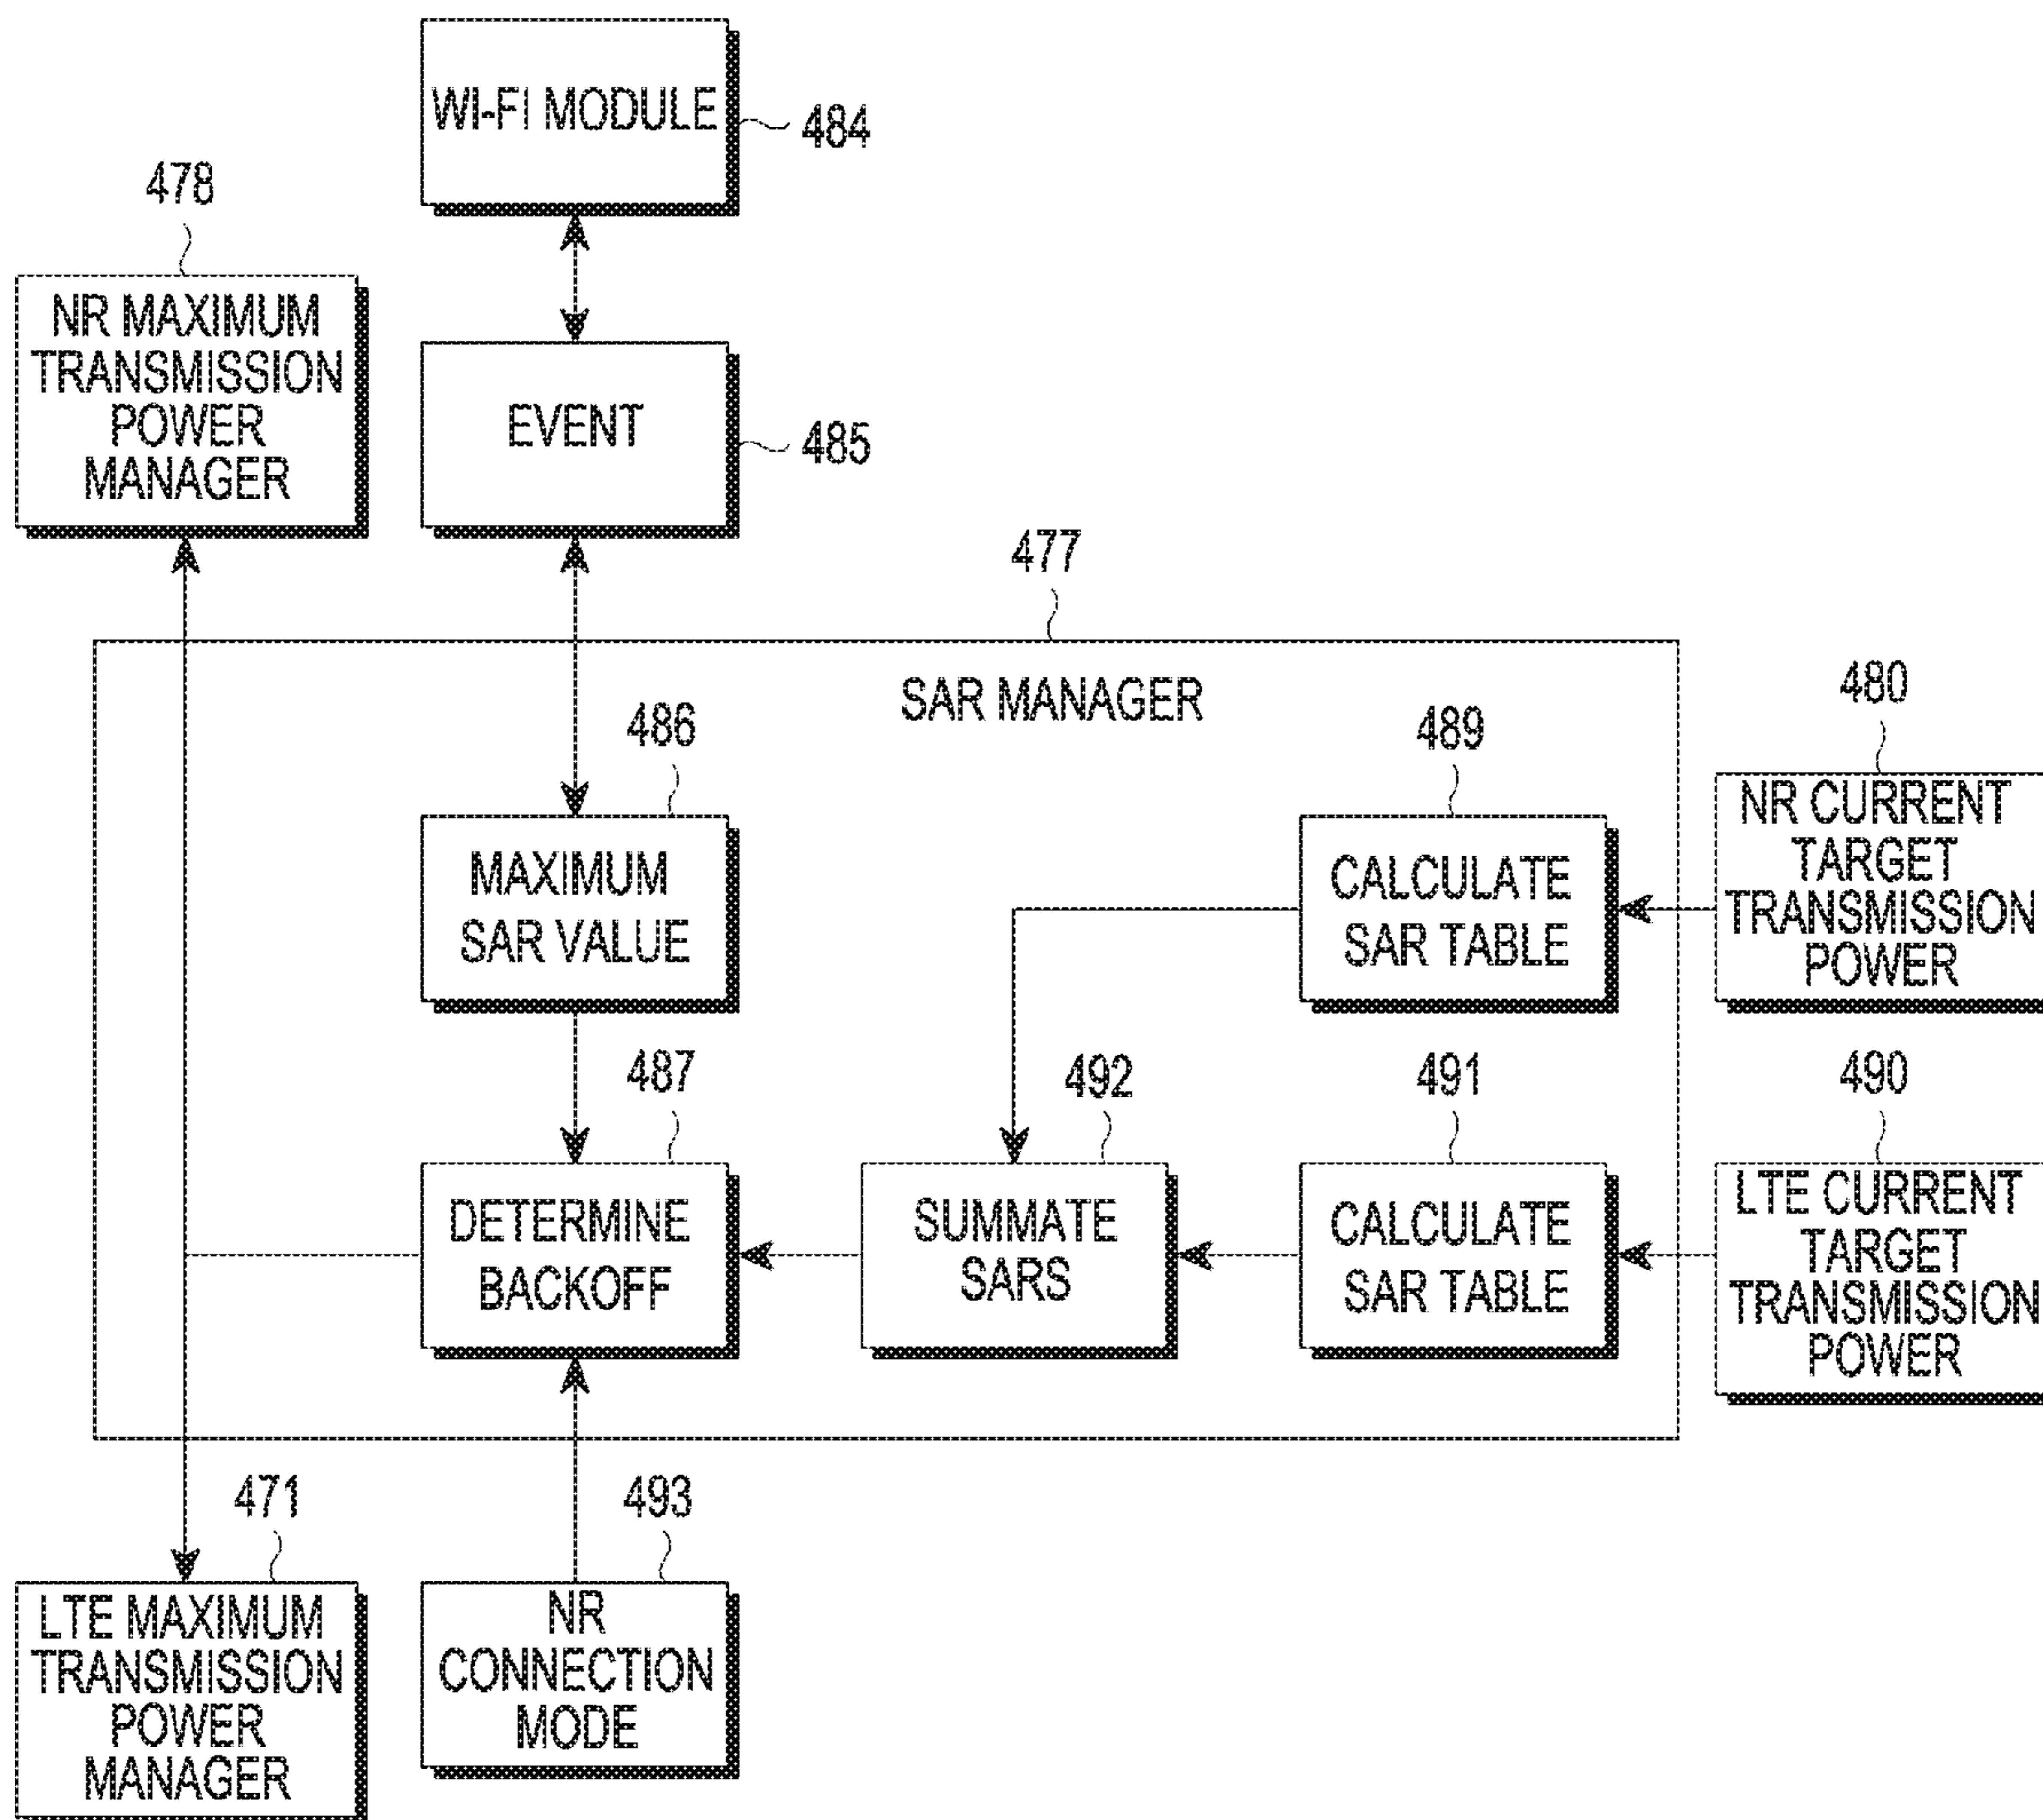 WI-FI MODULE
484
478
NR MAXIMUM
TRANSMISSION
POWER
MANAGER
EVENT
485
477
SAR MANAGER
486
MAXIMUM
SAR VALUE
489
CALCULATE
SAR TABLE
480
NR CURRENT
TARGET
TRANSMISSION
POWER
487
DETERMINE
BACKOFF
492
SUMMATE
SARS
491
CALCULATE
SAR TABLE
490
LTE CURRENT
TARGET
TRANSMISSION
POWER
471
LTE MAXIMUM
TRANSMISSION
POWER
MANAGER
493
NR
CONNECTION
MODE